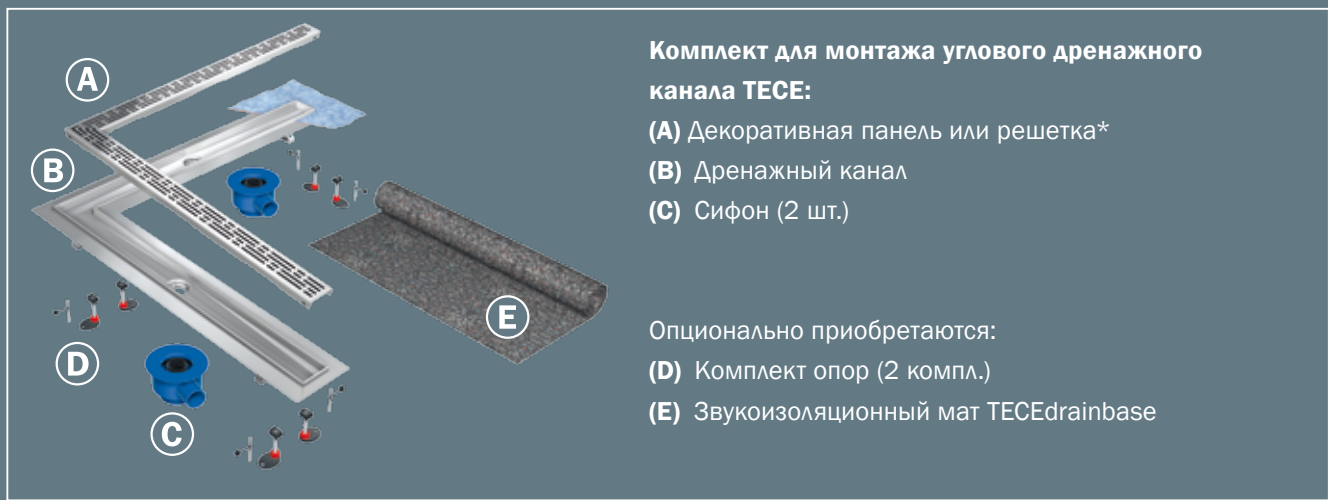 Комплект для монтажа углового дренажного
канала TECE:
(A) Декоративная панель или решетка*
(B) Дренажный канал
(C) Сифон (2 шт.)
Опционально приобретаются:
(D) Комплект опор (2 компл.)
(E) Звукоизоляционный мат TECEdrainbase
A
B
E
D
C